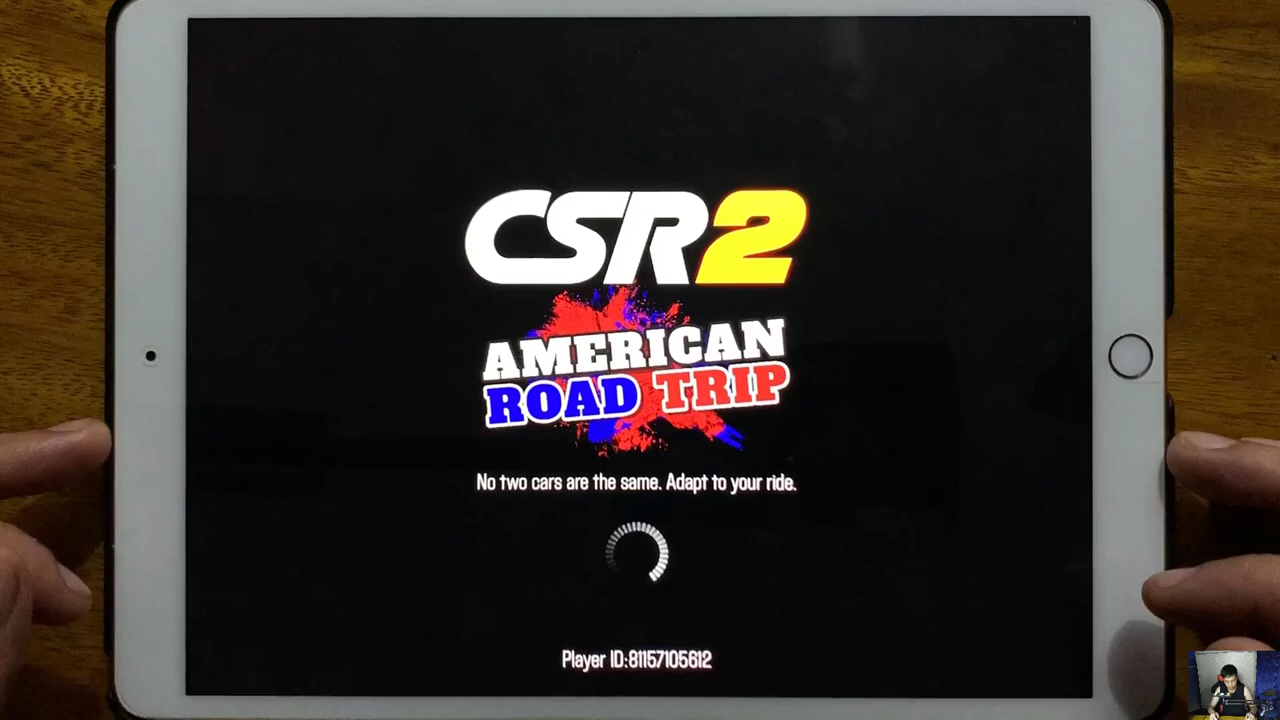 CSR2
AMERICAN
ROAD TRIP
No two cars are the same. Adapt to your ride.
Player ID:81157105612